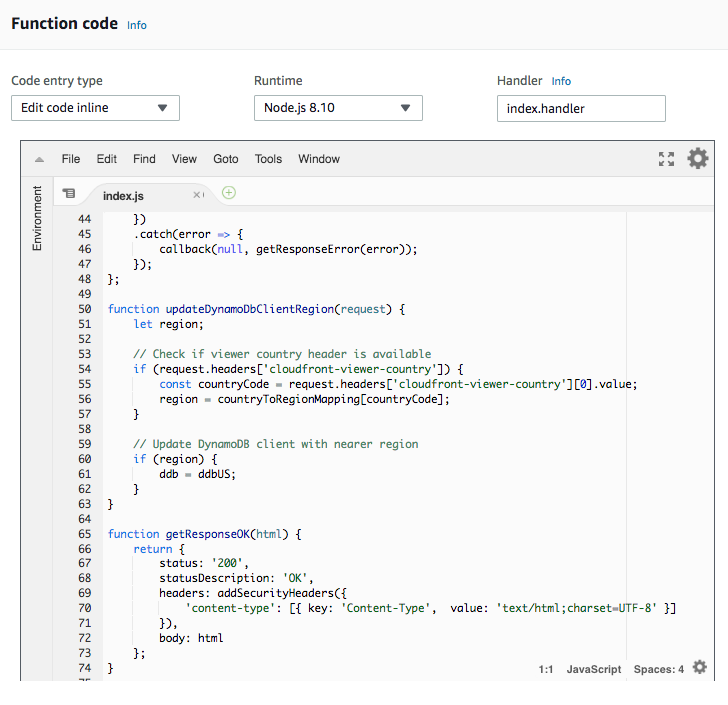 Function code Info
Code entry type Runtime Handler Info
Edit code inline Node.js 8.10 index.handler
File Edit Find View Goto Tools Window
Environment
index.js
44 })
45 .catch(error => {
46 callback(null, getResponseError(error));
47 });
48 };
49
50 function updateDynamoDbClientRegion(request) {
51 let region;
52
53 // Check if viewer country header is available
54 if (request.headers['cloudfront-viewer-country']) {
55 const countryCode = request.headers['cloudfront-viewer-country'][0].value;
56 region = countryToRegionMapping[countryCode];
57 }
58
59 // Update DynamoDB client with nearer region
60 if (region) {
61 ddb = ddbUS;
62 }
63 }
64
65 function getResponseOK(html) {
66 return {
67 status: '200',
68 statusDescription: 'OK',
69 headers: addSecurityHeaders({
70 'content-type': [{ key: 'Content-Type', value: 'text/html;charset=UTF-8' }]
71 }),
72 body: html
73 };
74 }
1:1 JavaScript Spaces: 4